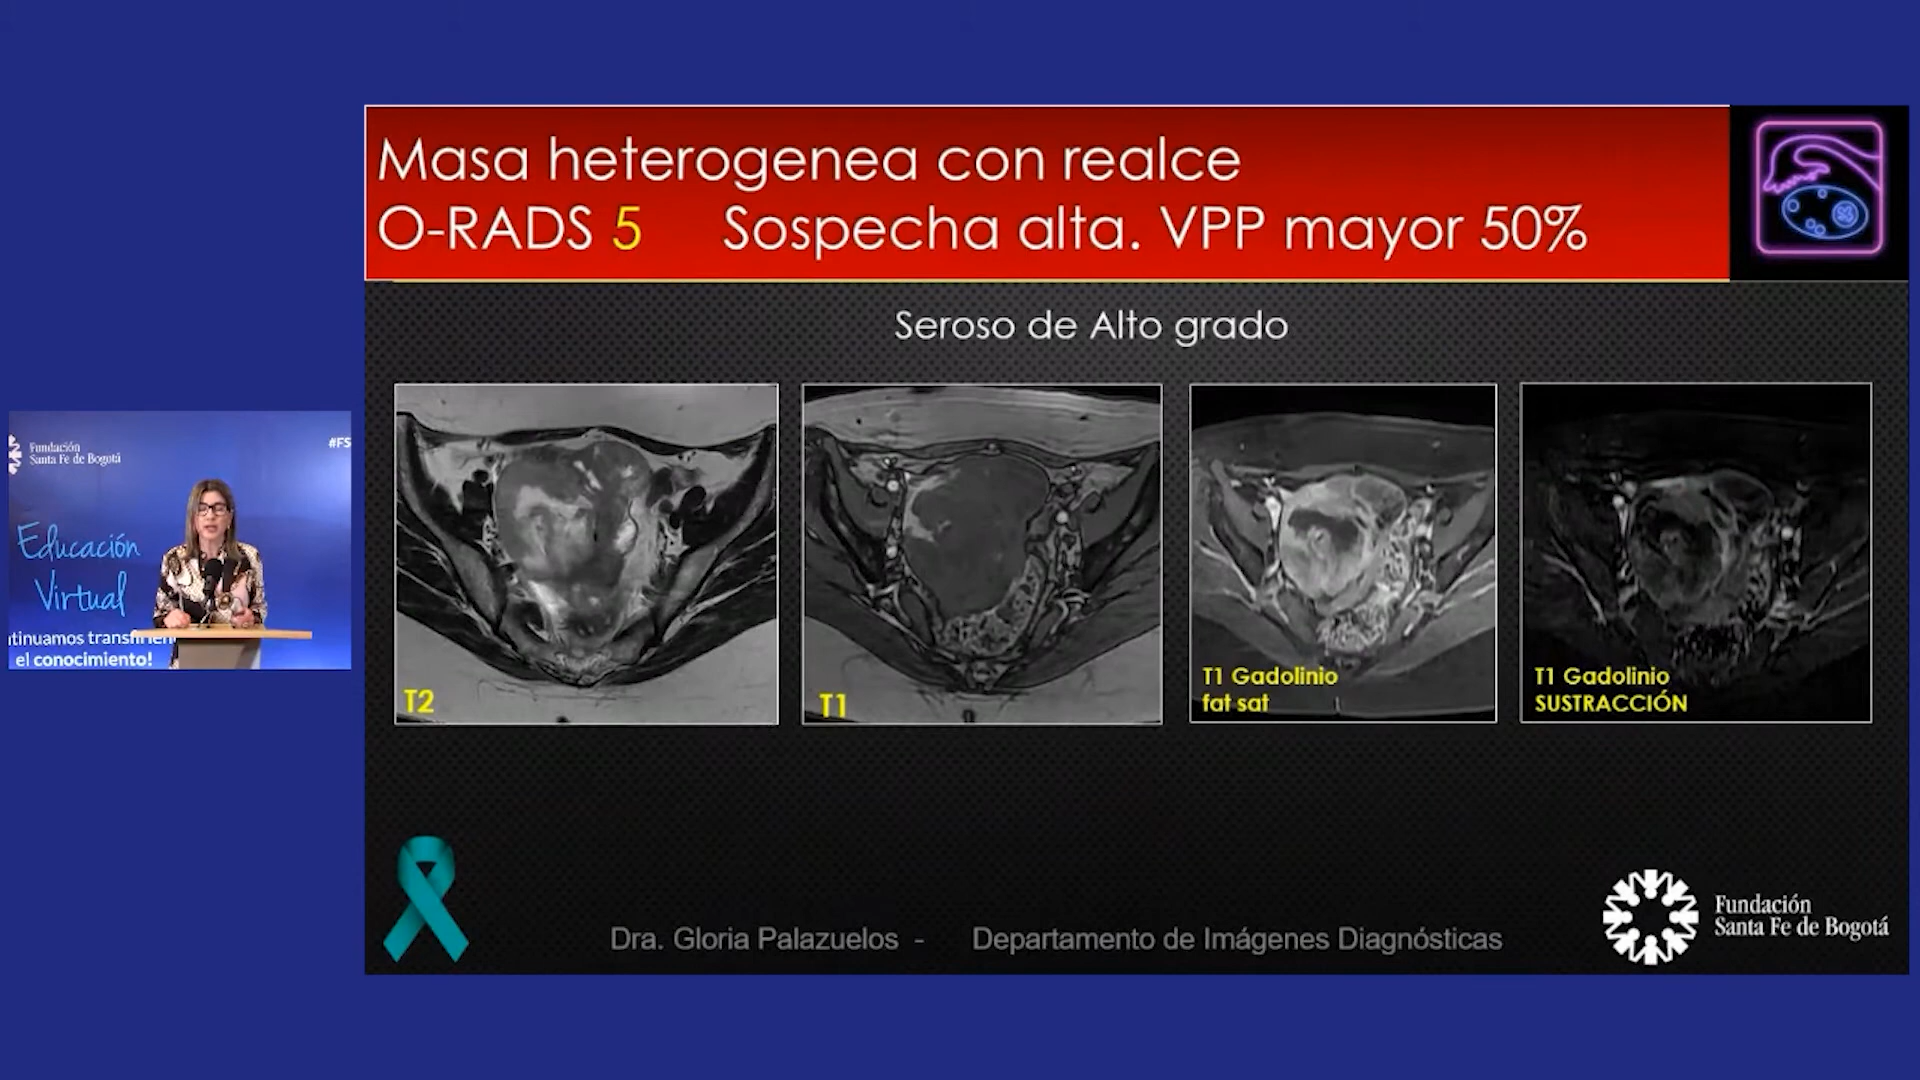 Masa heterogenea con realce
O-RADS 5 Sospecha alta. VPP mayor 50%
Seroso de Alto grado
T2
T1
T1 Gadolinio
fat sat
T1 Gadolinio
SUSTRACCIÓN
Dra. Gloria Palazuelos - Departamento de Imágenes Diagnósticas
Fundación
Santa Fe de Bogotá
Fundación
Santa Fe de Bogotá
#FS
Educación
Virtual
el conocimiento!